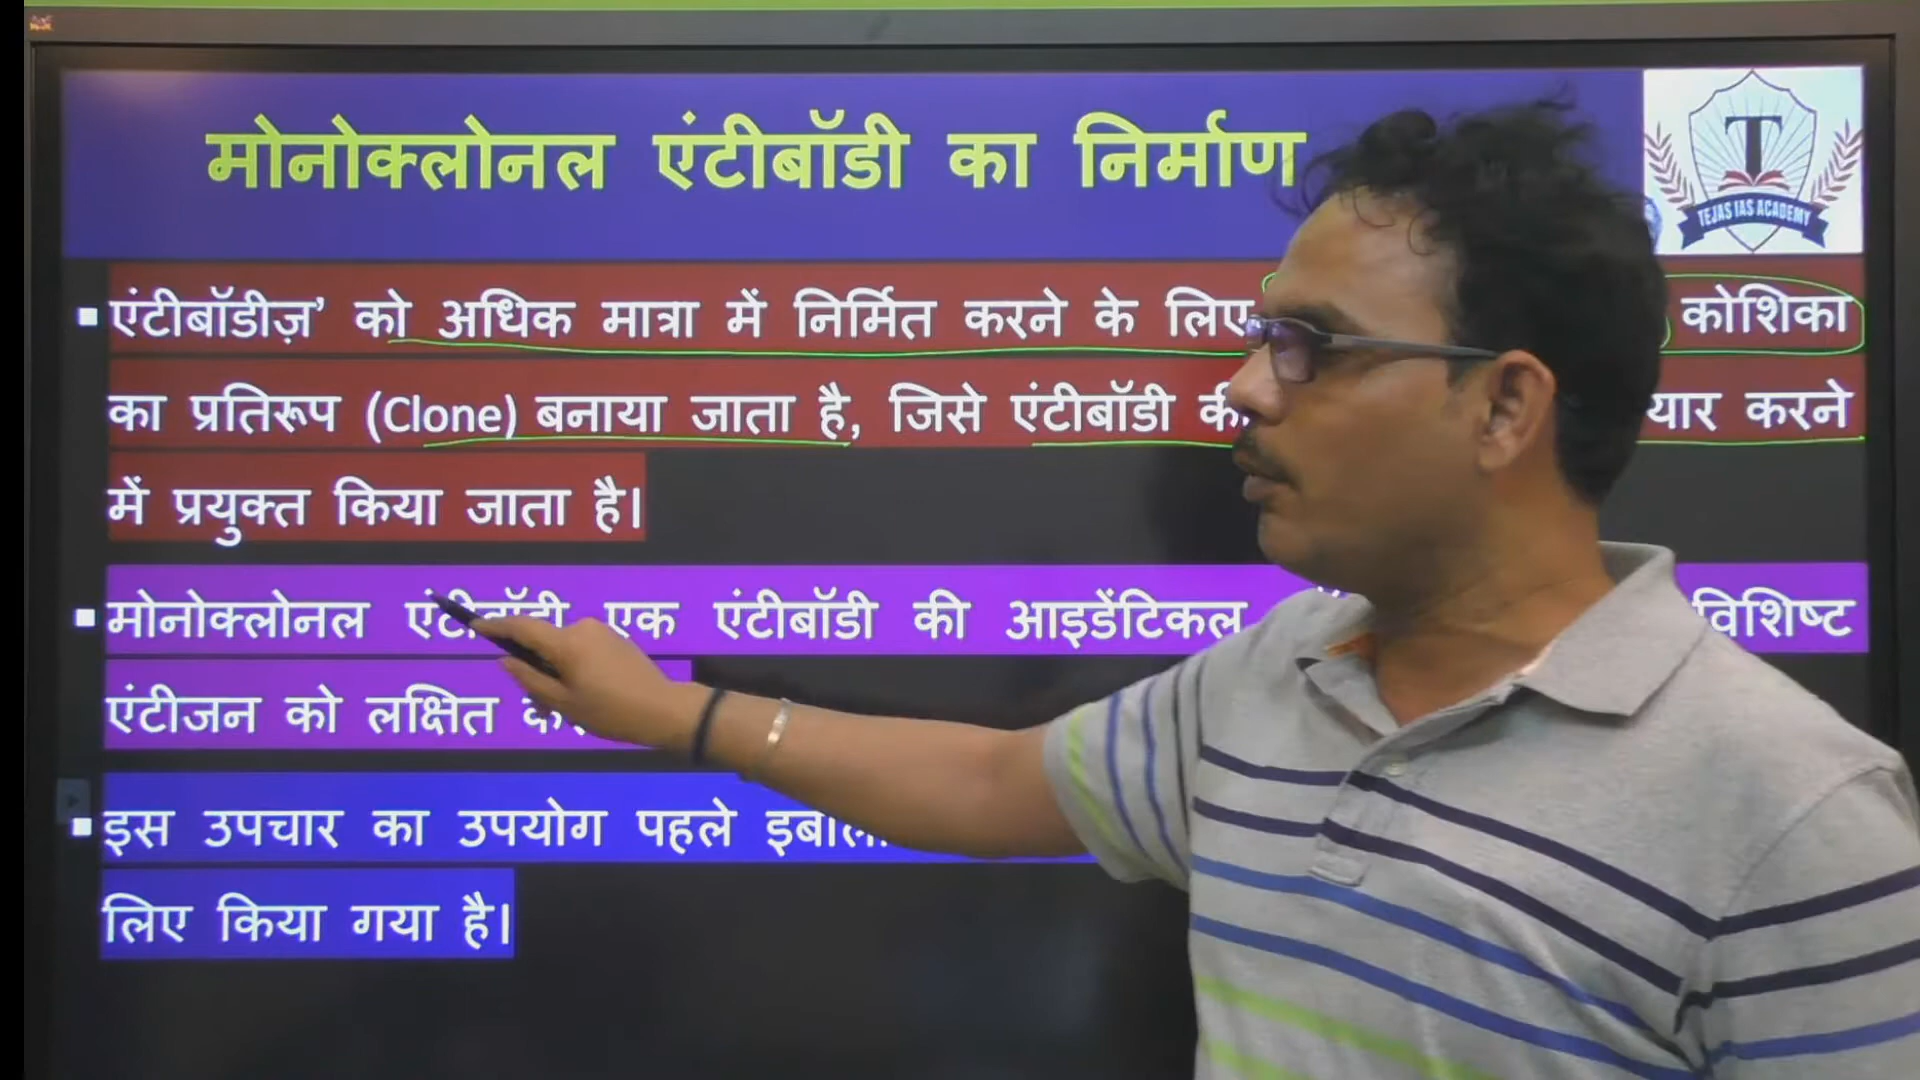 मोनोक्लोनल एंटीबॉडी का निर्माण
TEJAS IAS ACADEMY
एंटीबॉडीज़’ को अधिक मात्रा में निर्मित करने के लिए कोशिका
का प्रतिरूप (Clone) बनाया जाता है, जिसे एंटीबॉडी की करने
में प्रयुक्त किया जाता है।
मोनोक्लोनल एंटीबॉडी एक एंटीबॉडी की आइडेंटिकल विशिष्ट
एंटीजन को लक्षित
इस उपचार का उपयोग पहले
लिए किया गया है।